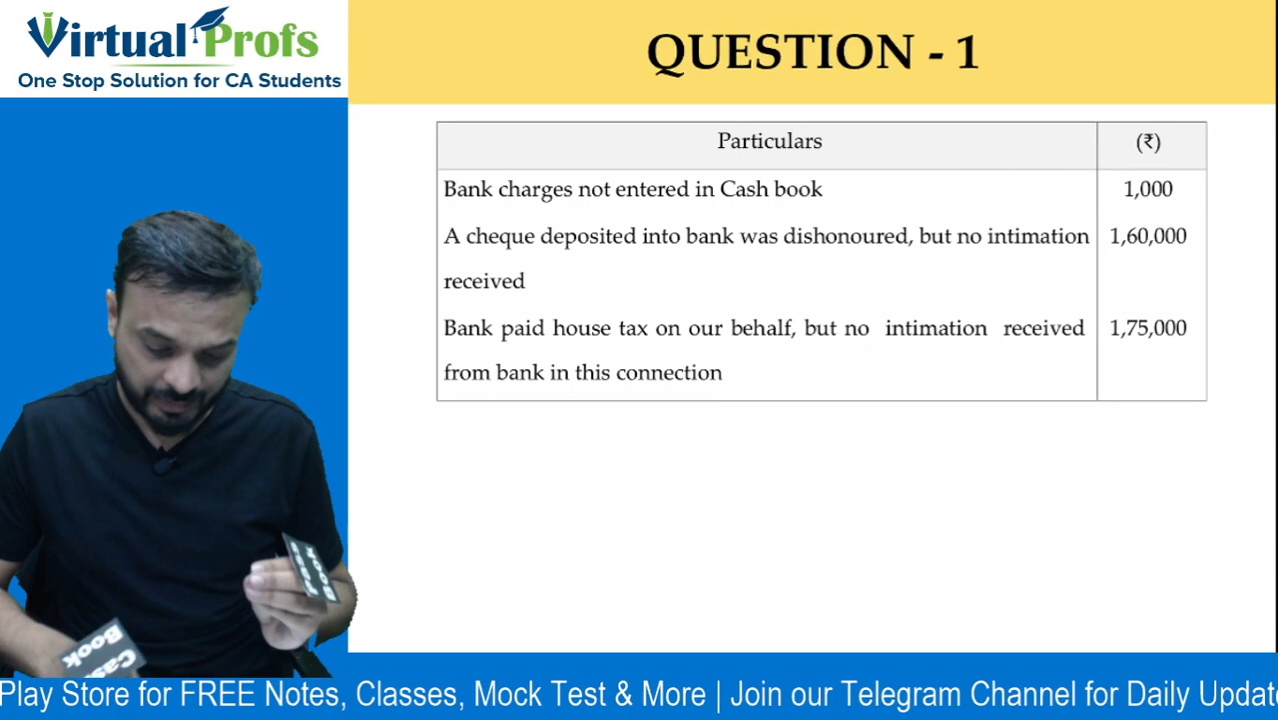 Virtual Profs
One Stop Solution for CA Students
QUESTION - 1
Particulars (₹)
Bank charges not entered in Cash book 1,000
A cheque deposited into bank was dishonoured, but no intimation 1,60,000
received
Bank paid house tax on our behalf, but no intimation received 1,75,000
from bank in this connection
Book
Book
Play Store for FREE Notes, Classes, Mock Test & More | Join our Telegram Channel for Daily